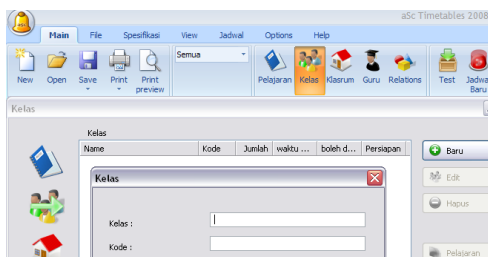 aSc Timetables 2008
Main File Spesifikasi View Jadwal Options Help
Semua
New Open Save Print Print preview Pelajaran Kelas Klasrum Guru Relations Test Jadwal Baru
Kelas
Kelas
Name Kode Jumlah waktu ... boleh d... Persiapan
Baru
Kelas
Edit
Hapus
Kelas :
Kode :
Pelajaran